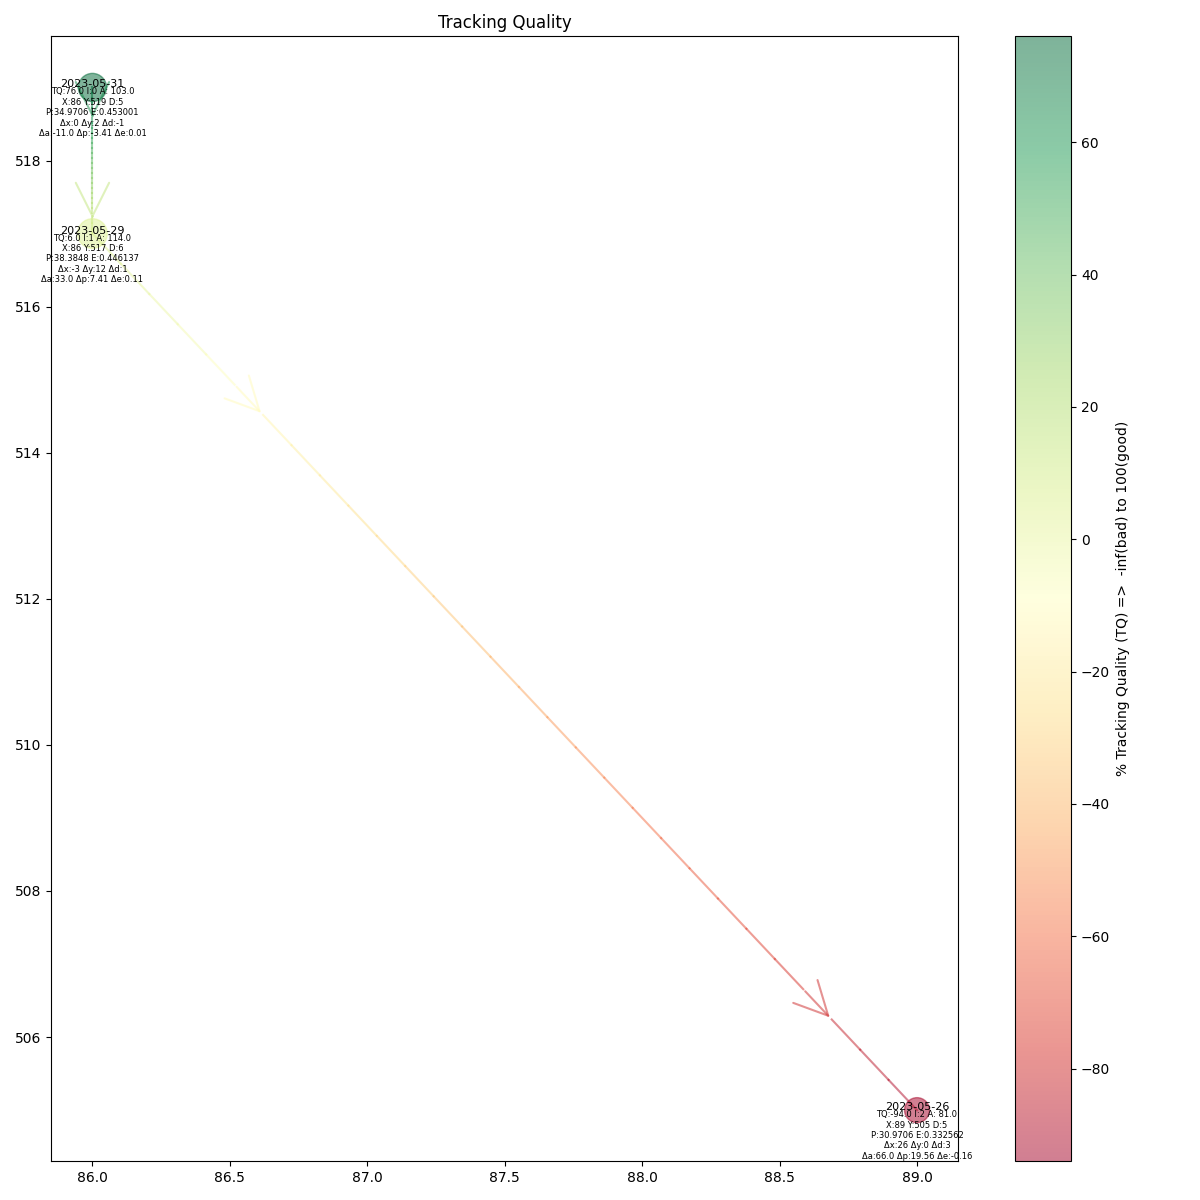 Tracking Quality
2023-05-31
TQ:76.0 I:0 A: 103.0
X:86 Y:519 D:5
P:34.9706 E:0.453001
Δx:0 Δy:2 Δd:-1
Δa:-11.0 Δp:-3.41 Δe:0.01
2023-05-29
TQ:6.0 I:1 A: 114.0
X:86 Y:517 D:6
P:38.3848 E:0.446137
Δx:-3 Δy:12 Δd:1
Δa:33.0 Δp:7.41 Δe:0.11
2023-05-26
TQ:-94.0 I:2 A: 81.0
X:89 Y:505 D:5
P:30.9706 E:0.332562
Δx:26 Δy:0 Δd:3
Δa:66.0 Δp:19.56 Δe:-0.16
518
516
514
512
510
508
506
86.0
86.5
87.0
87.5
88.0
88.5
89.0
60
40
20
0
−20
−40
−60
−80
% Tracking Quality (TQ) => -inf(bad) to 100(good)